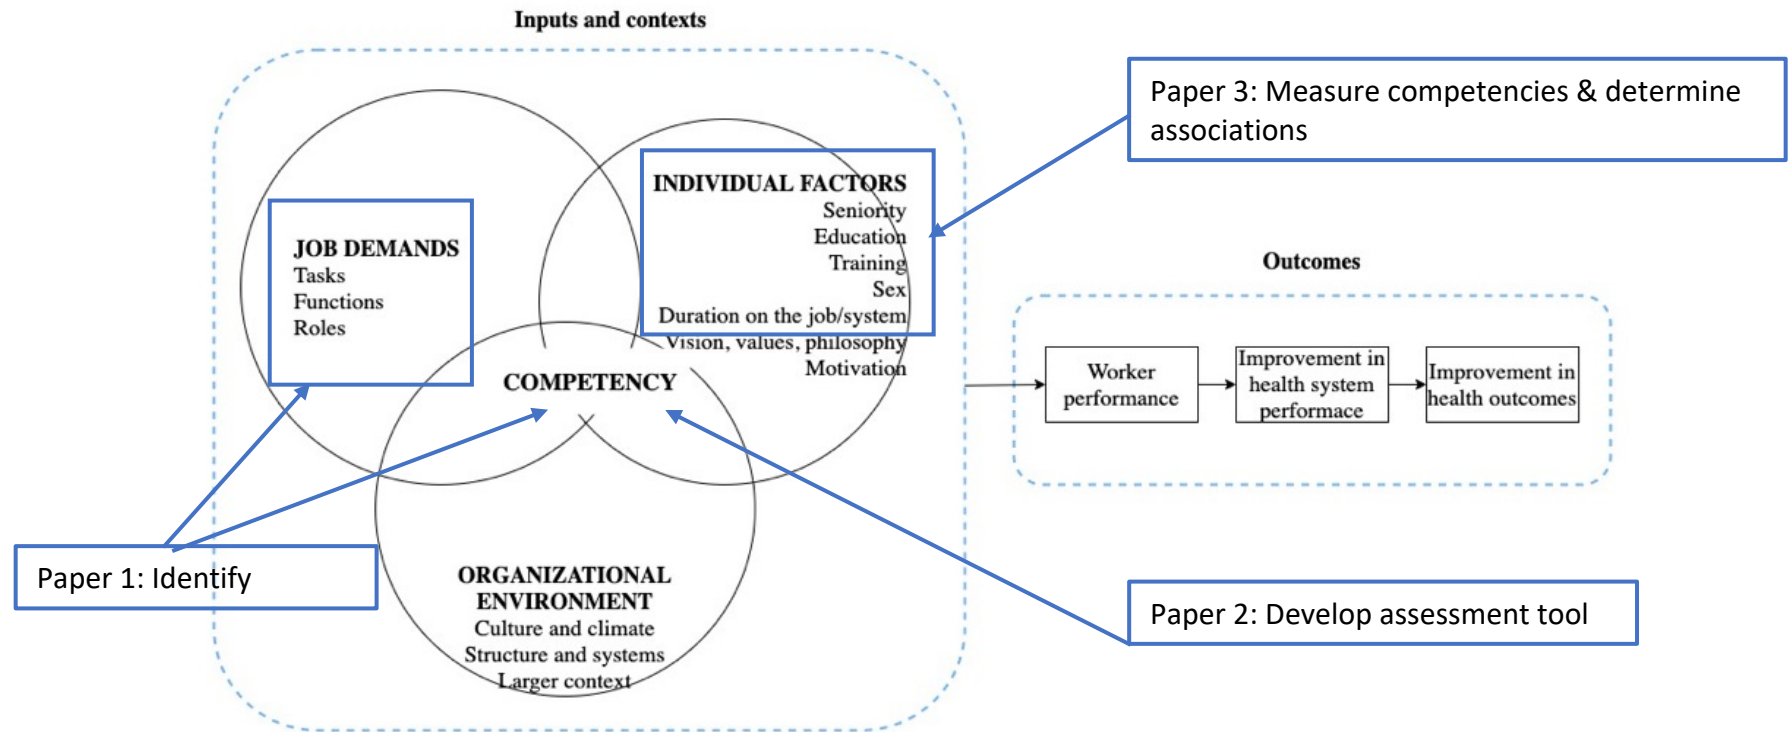 Inputs and contexts
Paper 3: Measure competencies & determine
associations
INDIVIDUAL FACTORS
Seniority
Education
Training
Sex
Duration on the job/system
Vision, values, philosophy
Motivation
JOB DEMANDS
Tasks
Functions
Roles
COMPETENCY
Outcomes
Worker
performance
Improvement in
health system
performace
Improvement in
health outcomes
Paper 1: Identify
ORGANIZATIONAL
ENVIRONMENT
Culture and climate
Structure and systems
Larger context
Paper 2: Develop assessment tool